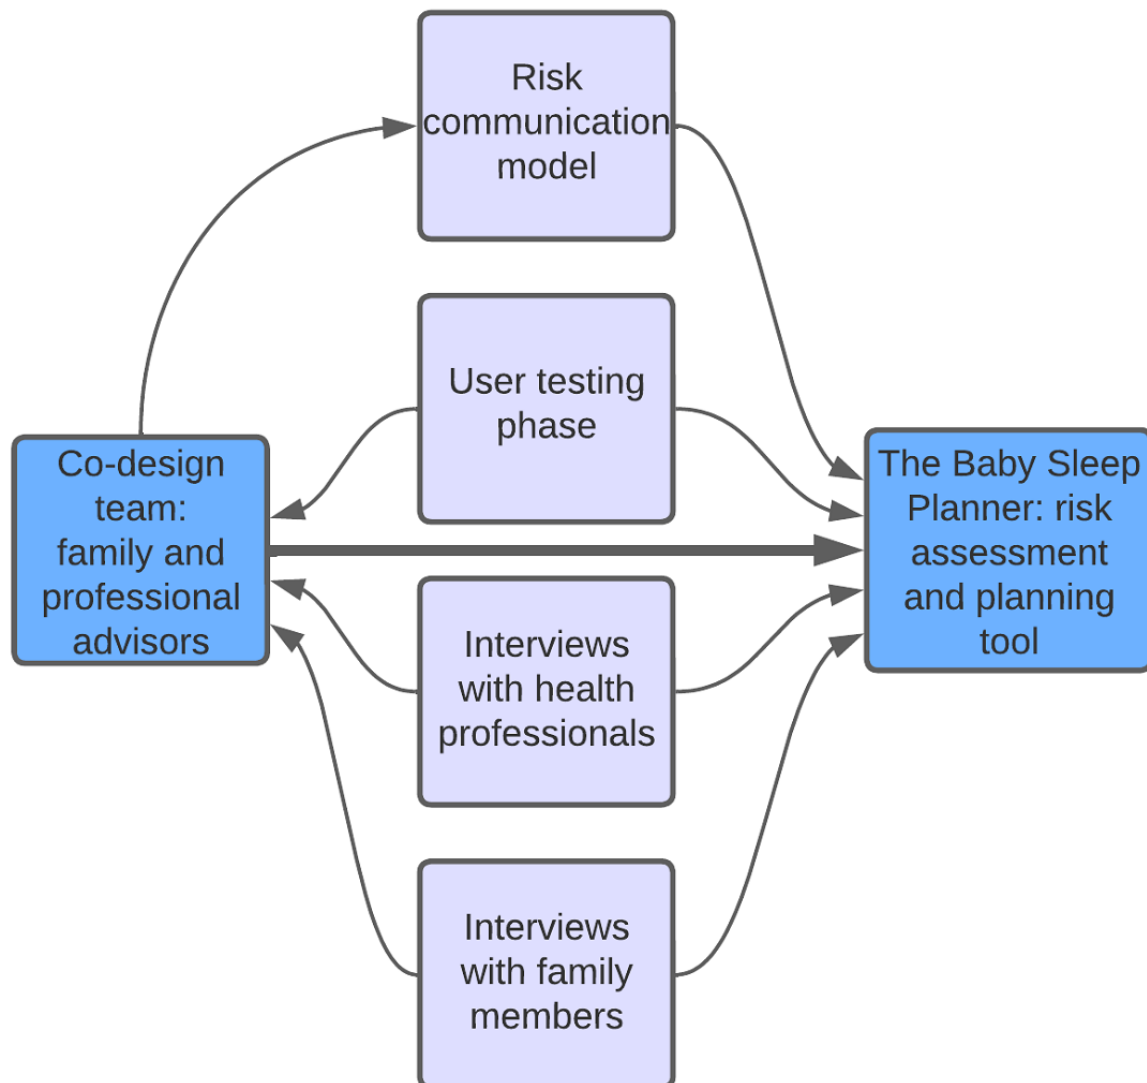 Risk
communication
model
User testing
phase
Co-design
team:
family and
professional
advisors
The Baby Sleep
Planner: risk
assessment
and planning
tool
Interviews
with health
professionals
Interviews
with family
members